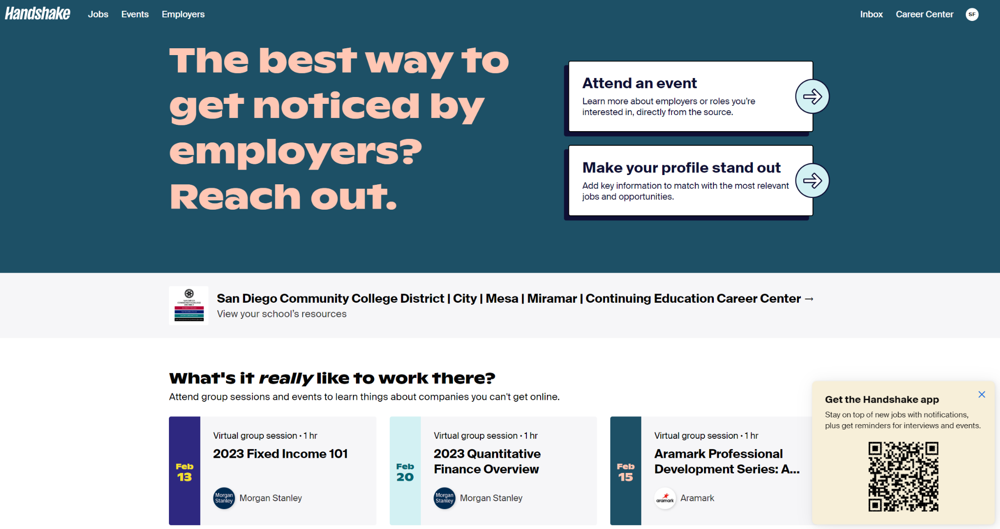 Handshake
Jobs
Events
Employers
Inbox
Career Center
SF
The best way to
get noticed by
employers?
Reach out.
Attend an event
Learn more about employers or roles you’re
interested in, directly from the source.
Make your profile stand out
Add key information to match with the most relevant
jobs and opportunities.
SAN DIEGO
COMMUNITY COLLEGE
DISTRICT
San Diego Community College District | City | Mesa | Miramar | Continuing Education Career Center →
View your school’s resources
What's it really like to work there?
Attend group sessions and events to learn things about companies you can't get online.
Feb
13
Virtual group session • 1 hr
2023 Fixed Income 101
Morgan
Stanley
Morgan Stanley
Feb
20
Virtual group session • 1 hr
2023 Quantitative
Finance Overview
Morgan
Stanley
Morgan Stanley
Feb
15
Virtual group session • 1 hr
Aramark Professional
Development Series: A...
aramark
Aramark
Get the Handshake app
Stay on top of new jobs with notifications,
plus get reminders for interviews and events.